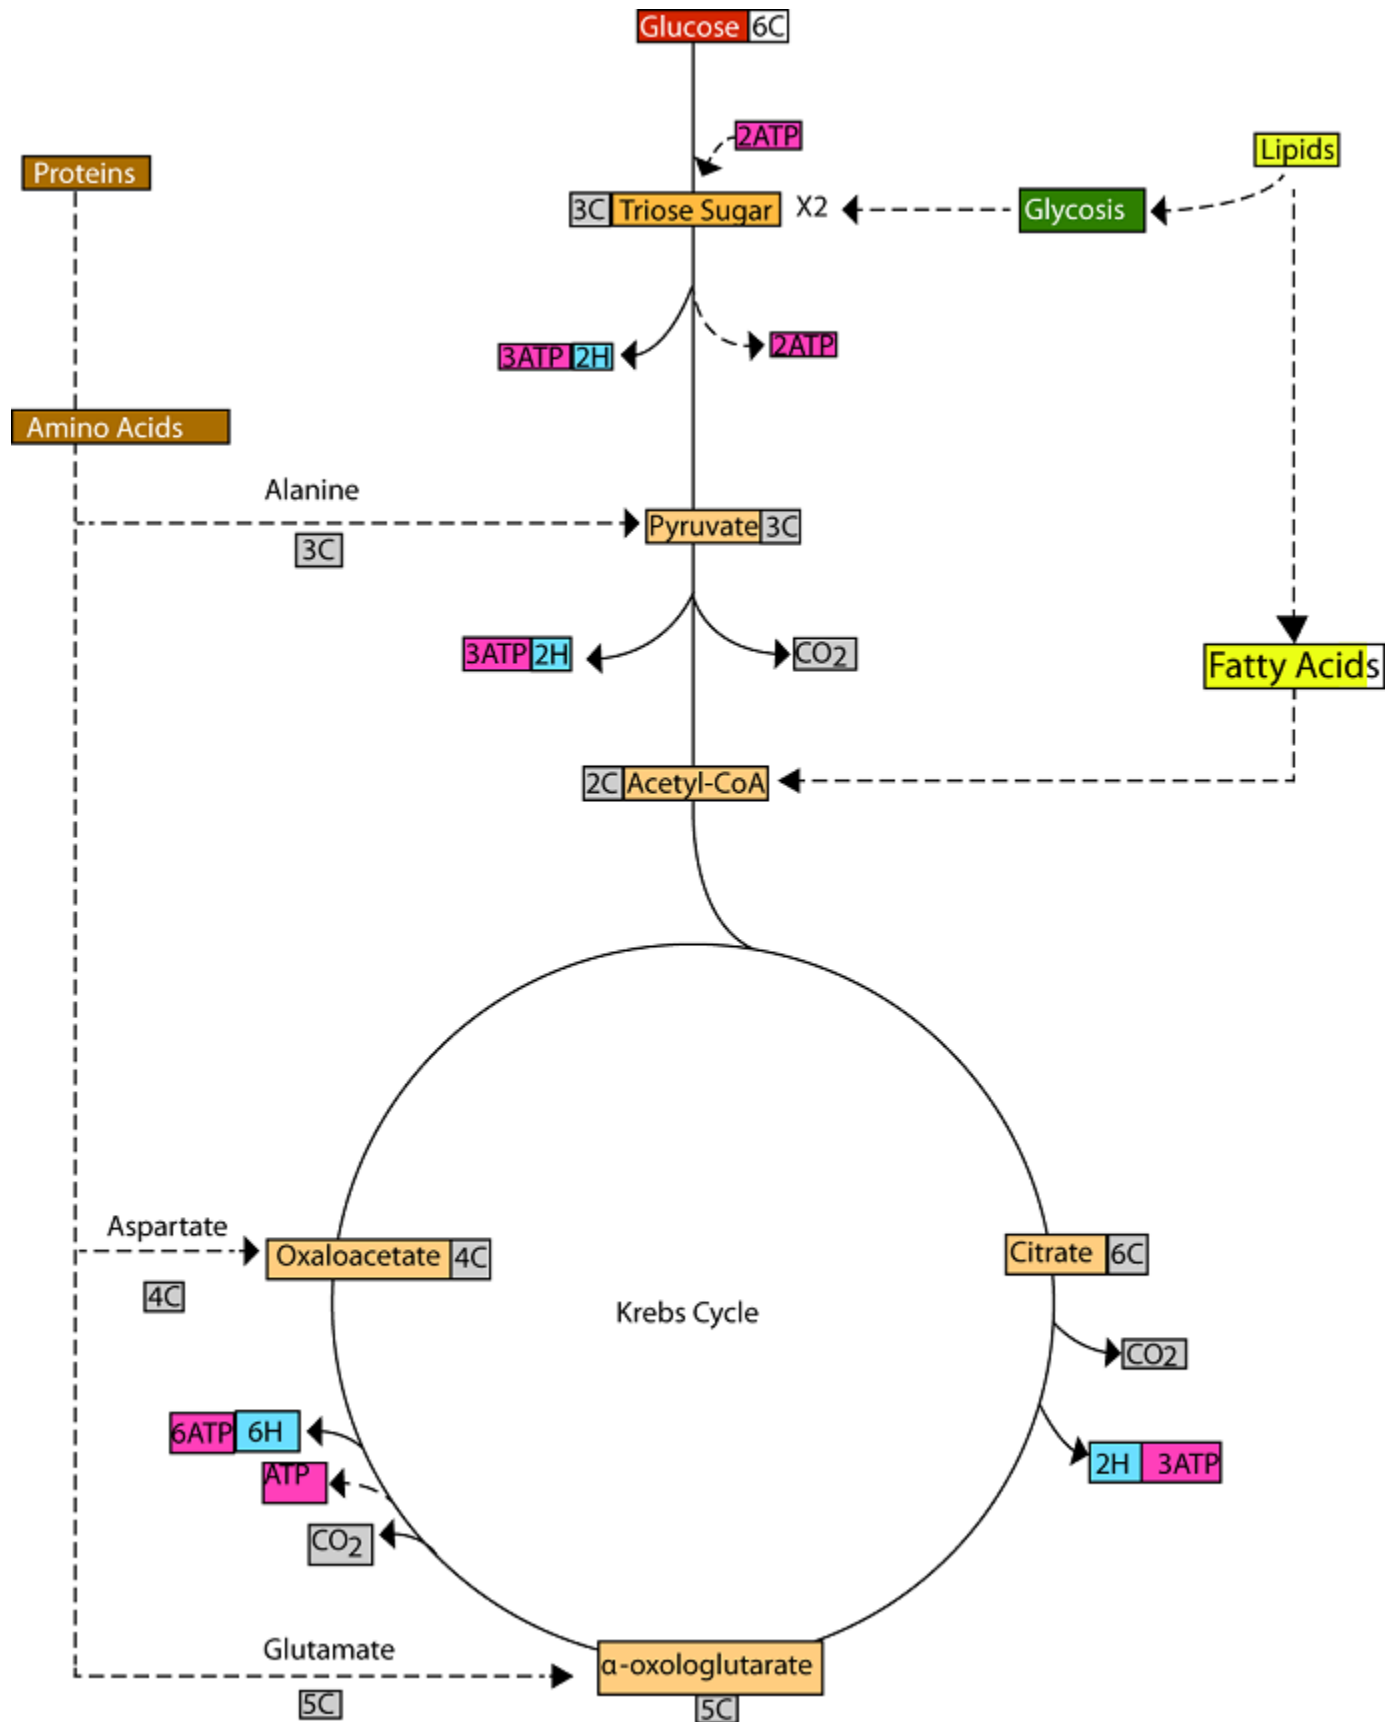 Glucose 6C
2ATP
Lipids
Proteins
3C Triose Sugar X2
Glycosis
3ATP 2H
2ATP
Amino Acids
Alanine
3C
Pyruvate 3C
3ATP 2H
CO2
Fatty Acids
2C Acetyl-CoA
Aspartate
4C
Oxaloacetate 4C
Citrate 6C
Krebs Cycle
CO2
6ATP 6H
2H 3ATP
ATP
CO2
Glutamate
5C
α-oxologlutarate
5C